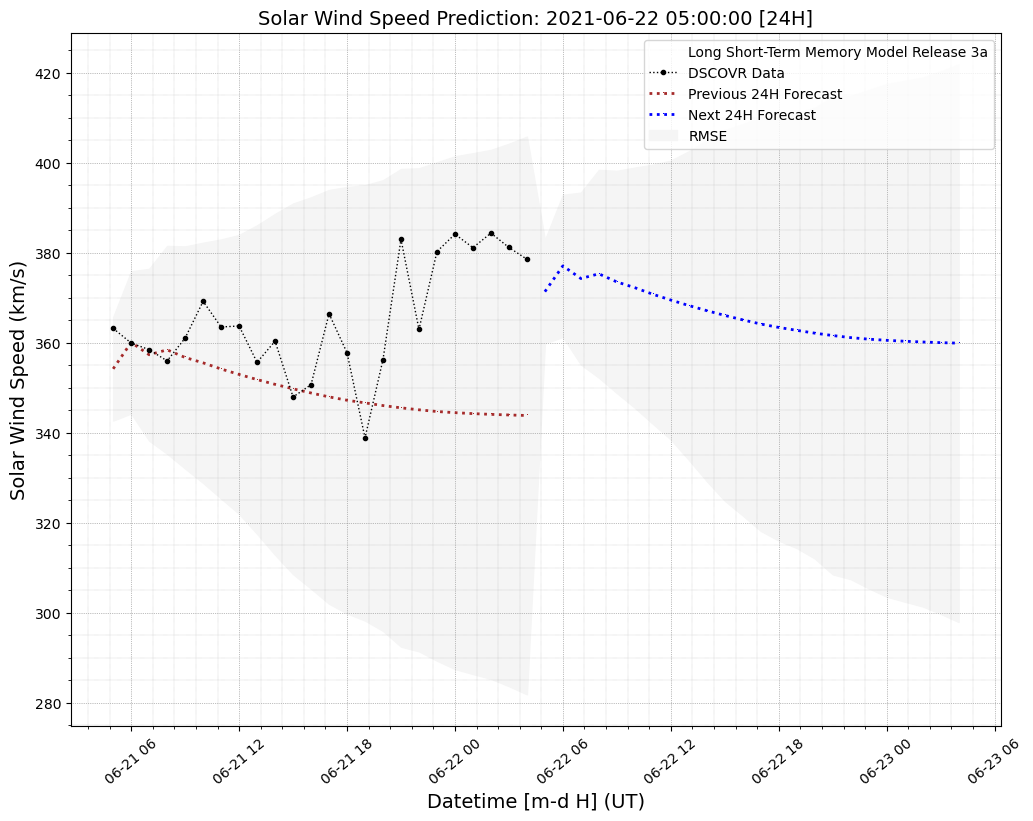 Solar Wind Speed Prediction: 2021-06-22 05:00:00 [24H]
Long Short-Term Memory Model Release 3a
DSCOVR Data
Previous 24H Forecast
Next 24H Forecast
RMSE
Solar Wind Speed (km/s)
420
400
380
360
340
320
300
280
06-21 06
06-21 12
06-21 18
06-22 00
06-22 06
06-22 12
06-22 18
06-23 00
06-23 06
Datetime [m-d H] (UT)